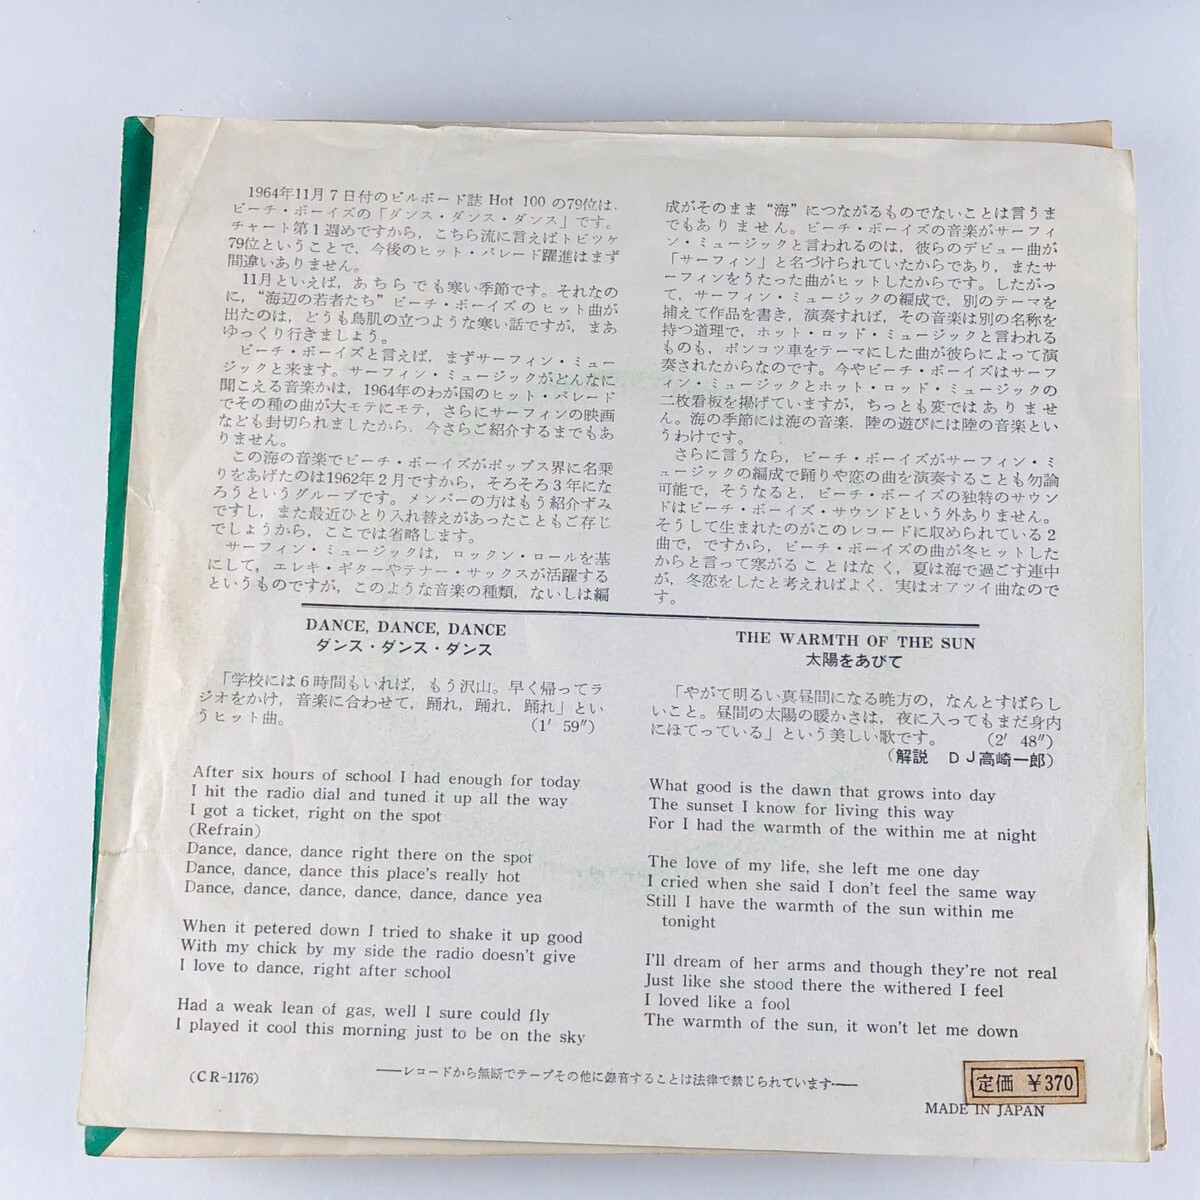 1964年11月7日付のビルボード誌 Hot 100 の79位は、
ビーチ・ボーイズの「ダンス・ダンス・ダンス」です。
チャート第1週めですから，こちら流に言えばトビツケ
79位ということで、今後のヒット・パレード躍進はまず
間違いありません。
11月といえば，あちらでも寒い季節です。それなの
に，“海辺の若者たち”ビーチ・ボーイズのヒット曲が
出たのは、どうも鳥肌の立つような寒い話ですが，まあ
ゆっくり行きましょう。
ビーチ・ボーイズと言えば，まずサーフィン・ミュー
ジックと来ます。サーフィン・ミュージックがどんなに
聞こえる音楽かは，1964年のわが国のヒット・パレード
でその種の曲が大モテにモテ，さらにサーフィンの映画
なども封切られましたから、今さらご紹介するまでもあ
りません。
この海の音楽でビーチ・ボーイズがポップス界に名乗
りをあげたのは1962年2月ですから，そろそろ3年にな
ろうというグループです。メンバーの方はもう紹介ずみ
ですし，また最近ひとり入れ替えがあったこともご存じ
でしょうから，ここでは省略します。
サーフィン・ミュージックは，ロックン・ロールを基
にして，エレキ・ギターやテナー・サックスが活躍する
というものですが，このような音楽の種類，ないしは編
成がそのまま“海”につながるものでないことは言うま
でもありません。ビーチ・ボーイズの音楽がサーフィ
ン・ミュージックと言われるのは，彼らのデビュー曲が
「サーフィン」と名づけられていたからであり，またサ
ーフィンをうたった曲がヒットしたからです。したがっ
て，サーフィン・ミュージックの編成で，別のテーマを
捕えて作品を書き，演奏すれば，その音楽は別の名称を
持つ道理で，ホット・ロッド・ミュージックと言われる
ものも，ポンコツ車をテーマにした曲が彼らによって演
奏されたからなのです。今やビーチ・ボーイズはサーフ
ィン・ミュージックとホット・ロッド・ミュージックの
二枚看板を掲げていますが，ちっとも変ではありませ
ん。海の季節には海の音楽、陸の遊びには陸の音楽とい
うわけです。
さらに言うなら，ビーチ・ボーイズがサーフィン・ミ
ュージックの編成で踊りや恋の曲を演奏することも勿論
可能で，そうなると，ビーチ・ボーイズの独特のサウン
ドはビーチ・ボーイズ・サウンドという外ありません。
そうして生まれたのがこのレコードに収められている2
曲で，ですから，ビーチ・ボーイズの曲が冬ヒットした
からと言って寒がることはなく，夏は海で過ごす連中
が，冬恋をしたと考えればよく，実はオアツイ曲なので
す。
DANCE, DANCE, DANCE
ダンス・ダンス・ダンス
「学校には6時間もいれば，もう沢山。早く帰ってラ
ジオをかけ，音楽に合わせて，踊れ，踊れ，踊れ」とい
うヒット曲。 (1′ 59″)
After six hours of school I had enough for today
I hit the radio dial and tuned it up all the way
I got a ticket, right on the spot
(Refrain)
Dance, dance, dance right there on the spot
Dance, dance, dance this place's really hot
Dance, dance, dance, dance, dance, dance yea
When it petered down I tried to shake it up good
With my chick by my side the radio doesn't give
I love to dance, right after school
Had a weak lean of gas, well I sure could fly
I played it cool this morning just to be on the sky
THE WARMTH OF THE SUN
太陽をあびて
「やがて明るい真昼間になる暁方の，なんとすばらし
いこと。昼間の太陽の暖かさは，夜に入ってもまだ身内
にほてっている」という美しい歌です。 (2′ 48″)
(解説 DJ高崎一郎)
What good is the dawn that grows into day
The sunset I know for living this way
For I had the warmth of the within me at night
The love of my life, she left me one day
I cried when she said I don't feel the same way
Still I have the warmth of the sun within me
tonight
I'll dream of her arms and though they're not real
Just like she stood there the withered I feel
I loved like a fool
The warmth of the sun, it won't let me down
(CR-1176)
——レコードから無断でテープその他に録音することは法律で禁じられています——
定価 ¥370
MADE IN JAPAN